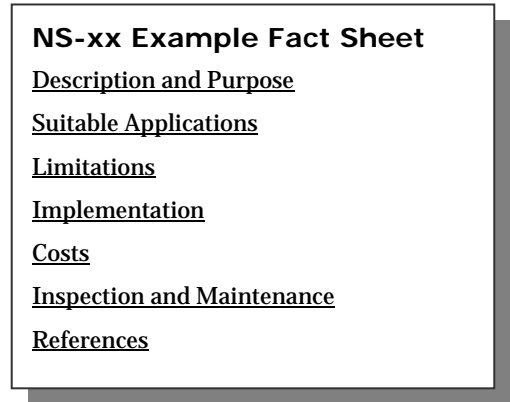 NS-xx Example Fact Sheet
Description and Purpose
Suitable Applications
Limitations
Implementation
Costs
Inspection and Maintenance
References